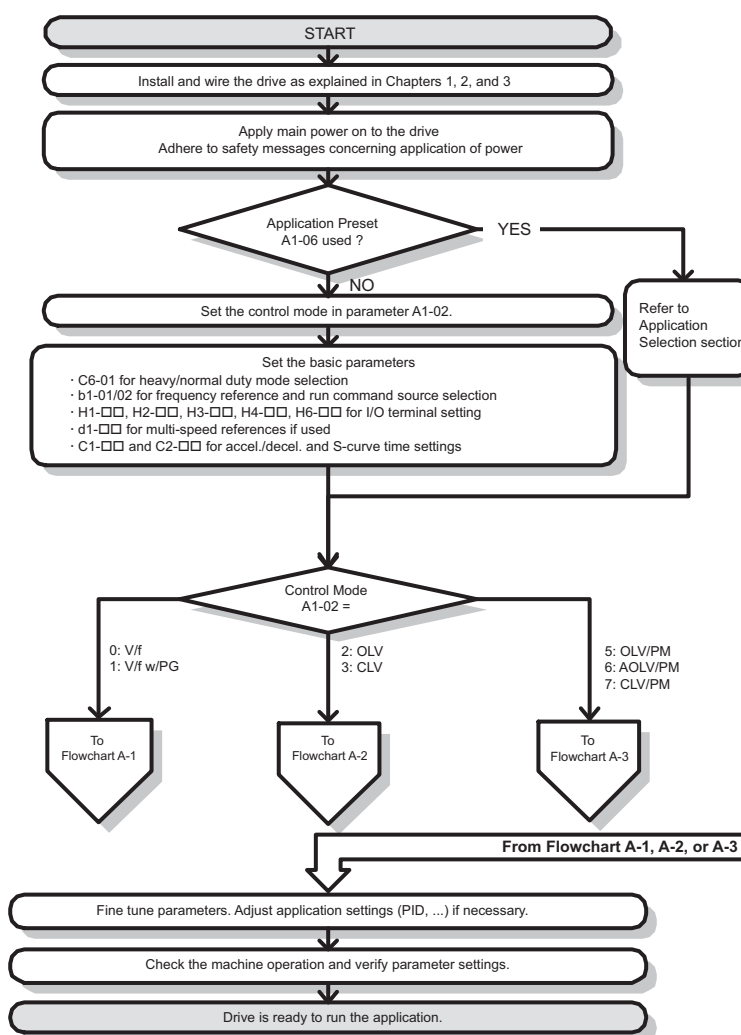 START
Install and wire the drive as explained in Chapters 1, 2, and 3
Apply main power on to the drive
Adhere to safety messages concerning application of power
Application Preset
A1-06 used ?
YES
NO
Set the control mode in parameter A1-02.
Refer to
Application
Selection section
Set the basic parameters
· C6-01 for heavy/normal duty mode selection
· b1-01/02 for frequency reference and run command source selection
· H1-□□, H2-□□, H3-□□, H4-□□, H6-□□ for I/O terminal setting
· d1-□□ for multi-speed references if used
· C1-□□ and C2-□□ for accel./decel. and S-curve time settings
Control Mode
A1-02 =
0: V/f
1: V/f w/PG
2: OLV
3: CLV
5: OLV/PM
6: AOLV/PM
7: CLV/PM
To
Flowchart A-1
To
Flowchart A-2
To
Flowchart A-3
From Flowchart A-1, A-2, or A-3
Fine tune parameters. Adjust application settings (PID, ...) if necessary.
Check the machine operation and verify parameter settings.
Drive is ready to run the application.